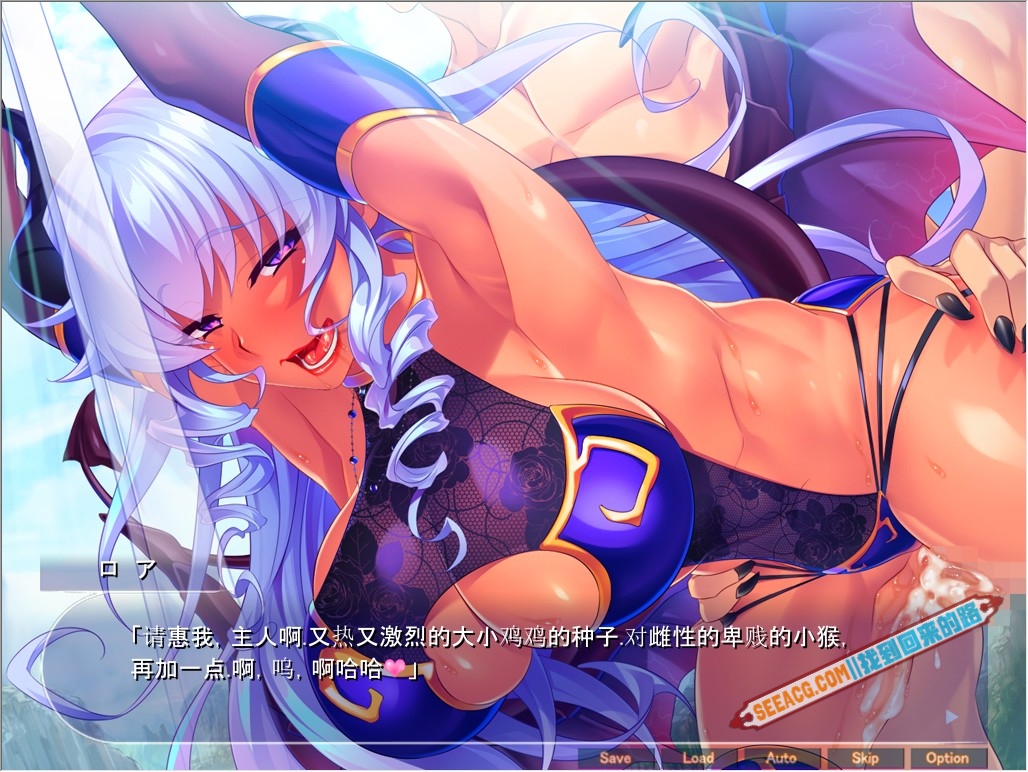 ロア
「请惠我, 主人啊.又热又激烈的大小鸡鸡的种子.对雌性的卑贱的小猴,
再加一点.啊, 呜, 啊哈哈♥」
SEEACG.COM||找到回来的路
Save Load Auto Skip Option